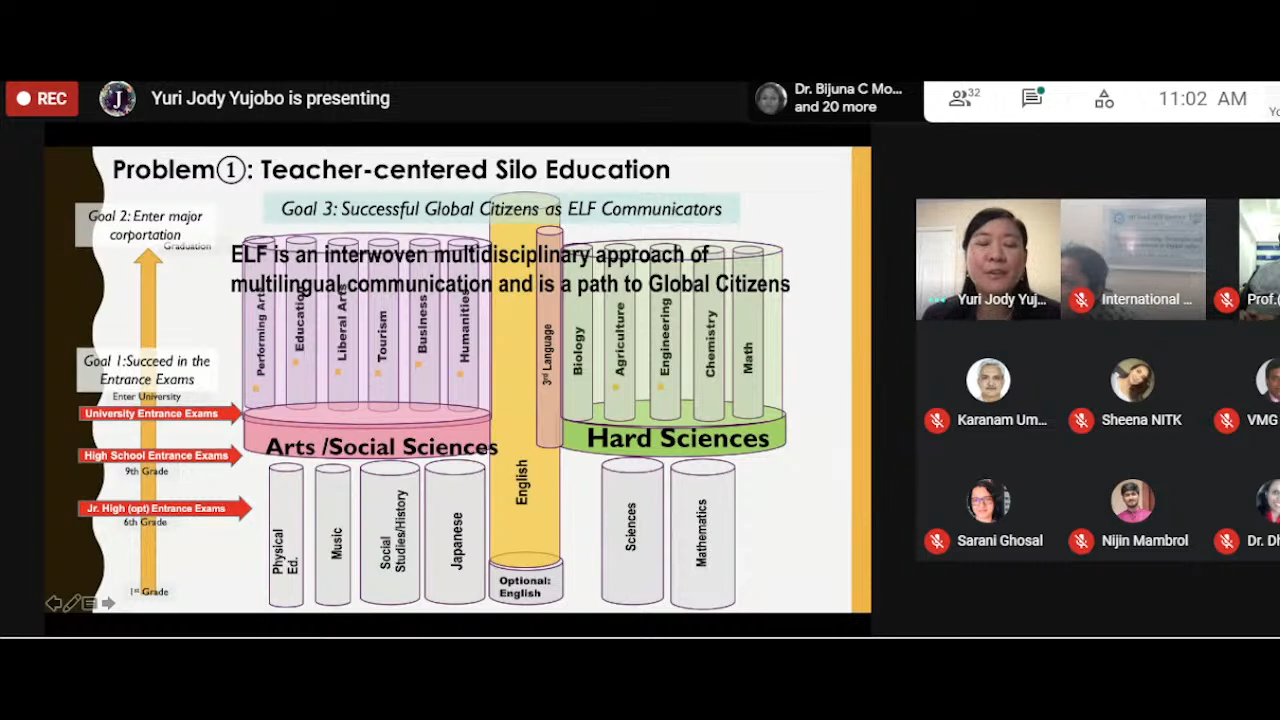 REC
J
Yuri Jody Yujobo is presenting
Dr. Bijuna C Mo...
and 20 more
32
11:02 AM
Problem①: Teacher-centered Silo Education
Goal 2: Enter major
corportation
Graduation
Goal 3: Successful Global Citizens as ELF Communicators
ELF is an interwoven multidisciplinary approach of
multilingual communication and is a path to Global Citizens
Performing Arts
Education
Liberal Arts
Tourism
Business
Humanities
3rd Language
Biology
Agriculture
Engineering
Chemistry
Math
Goal 1:Succeed in the
Entrance Exams
Enter University
University Entrance Exams
High School Entrance Exams
9th Grade
Jr. High (opt) Entrance Exams
6th Grade
1st Grade
Arts /Social Sciences
Hard Sciences
Physical
Ed.
Music
Social
Studies/History
Japanese
English
Optional:
English
Sciences
Mathematics
Yuri Jody Yuj...
International ...
Prof.(
Karanam Um...
Sheena NITK
VMG
Sarani Ghosal
Nijin Mambrol
Dr. Dh